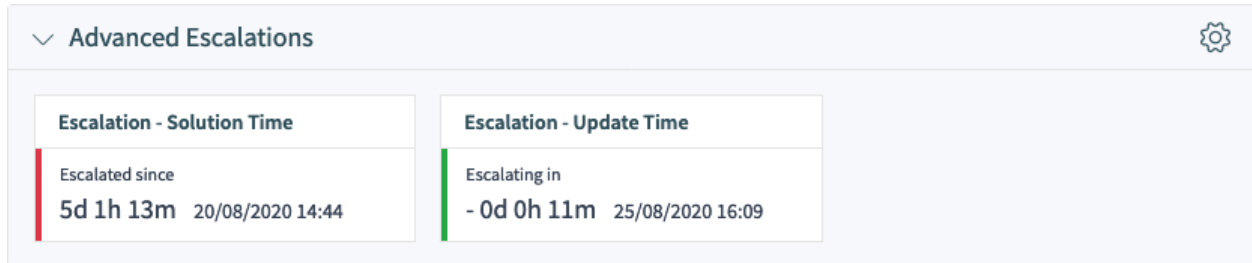 Advanced Escalations
Escalation - Solution Time
Escalated since
5d 1h 13m 20/08/2020 14:44
Escalation - Update Time
Escalating in
- 0d 0h 11m 25/08/2020 16:09